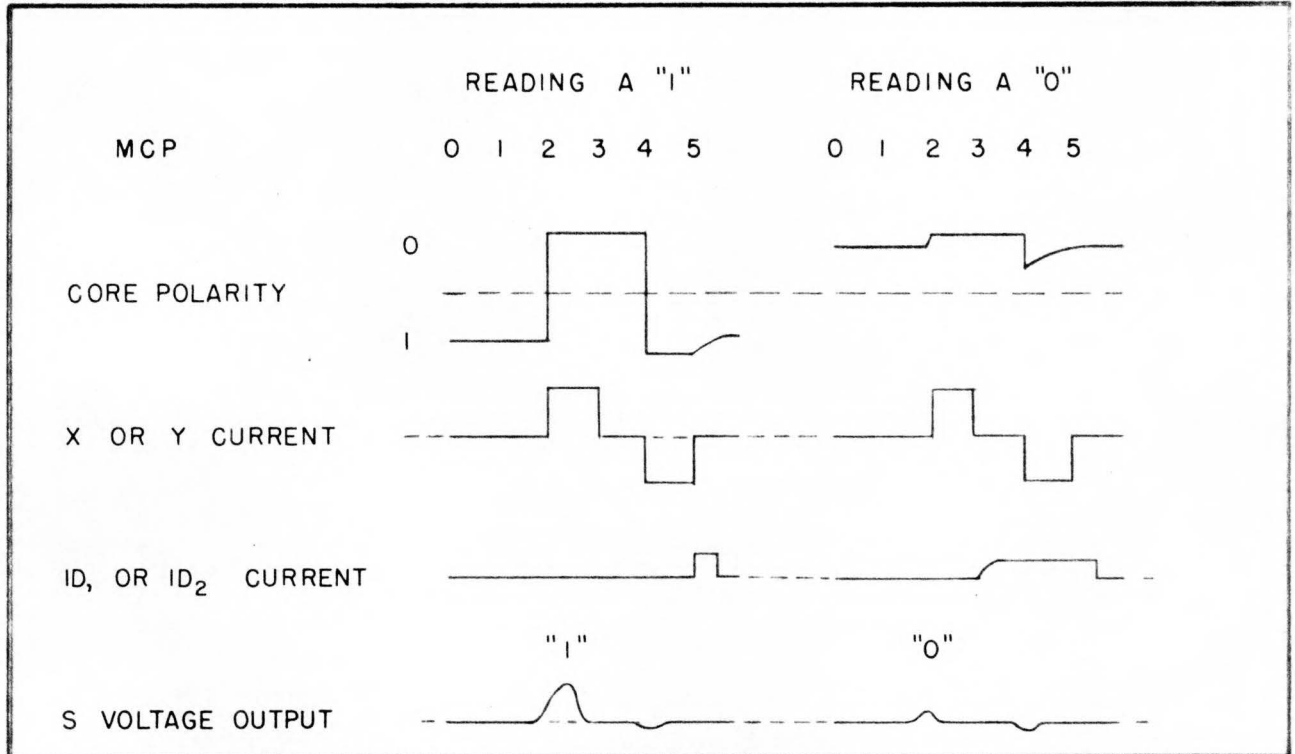 READING A "1" READING A "0"
MCP 0 1 2 3 4 5 0 1 2 3 4 5
0
CORE POLARITY
1
X OR Y CURRENT
ID, OR ID₂ CURRENT
"1" "0"
S VOLTAGE OUTPUT